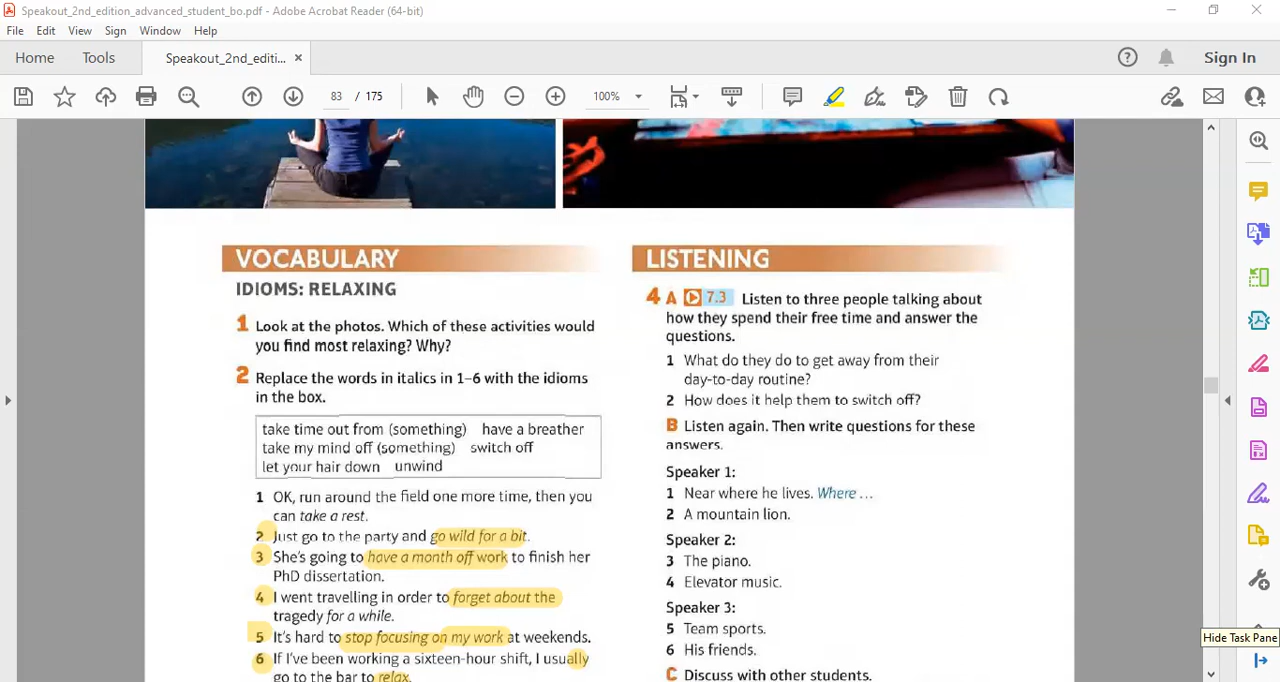 Speakout_2nd_edition_advanced_student_bo.pdf - Adobe Acrobat Reader (64-bit)
File Edit View Sign Window Help
Home Tools Speakout_2nd_editi... × Sign In
83 / 175 100%
VOCABULARY
IDIOMS: RELAXING
1 Look at the photos. Which of these activities would
you find most relaxing? Why?
2 Replace the words in italics in 1–6 with the idioms
in the box.
take time out from (something) have a breather
take my mind off (something) switch off
let your hair down unwind
1 OK, run around the field one more time, then you
can take a rest.
2 Just go to the party and go wild for a bit.
3 She's going to have a month off work to finish her
PhD dissertation.
4 I went travelling in order to forget about the
tragedy for a while.
5 It's hard to stop focusing on my work at weekends.
6 If I've been working a sixteen-hour shift, I usually
go to the bar to relax.
LISTENING
4 A 7.3 Listen to three people talking about
how they spend their free time and answer the
questions.
1 What do they do to get away from their
day-to-day routine?
2 How does it help them to switch off?
B Listen again. Then write questions for these
answers.
Speaker 1:
1 Near where he lives. Where ...
2 A mountain lion.
Speaker 2:
3 The piano.
4 Elevator music.
Speaker 3:
5 Team sports.
6 His friends.
C Discuss with other students.
Hide Task Pane